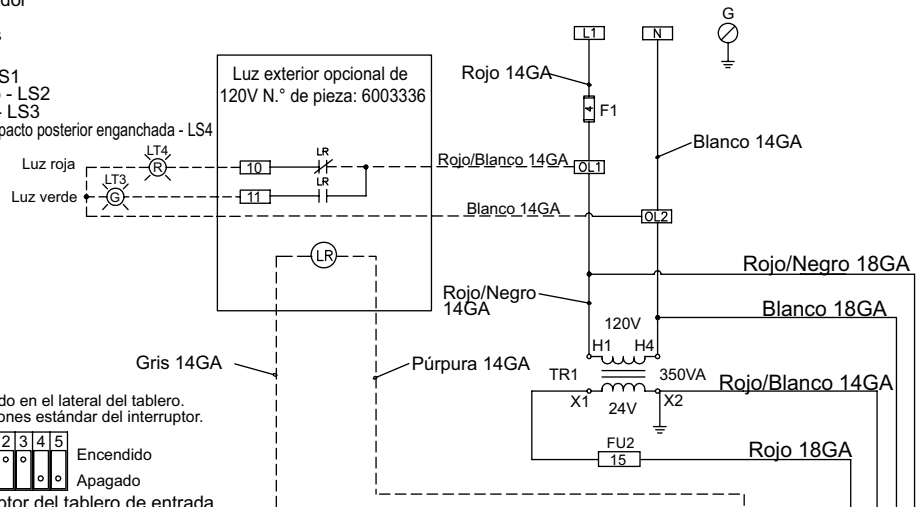 S1
- LS2
- LS3
pacto posterior enganchada - LS4
Luz exterior opcional de
120V N.° de pieza: 6003336
L1
N
G
Rojo 14GA
4
F1
Blanco 14GA
Luz roja
LT4
R
10
LR
Rojo/Blanco 14GA
OL1
Luz verde
LT3
G
11
LR
Blanco 14GA
OL2
LR
Rojo/Negro 18GA
Rojo/Negro
14GA
Blanco 18GA
120V
H1
H4
Gris 14GA
Púrpura 14GA
TR1
350VA
Rojo/Blanco 14GA
X1
24V
X2
do en el lateral del tablero.
ones estándar del interruptor.
FU2
15
Rojo 18GA
2 3 4 5
Encendido
Apagado
otor del tablero de entrada